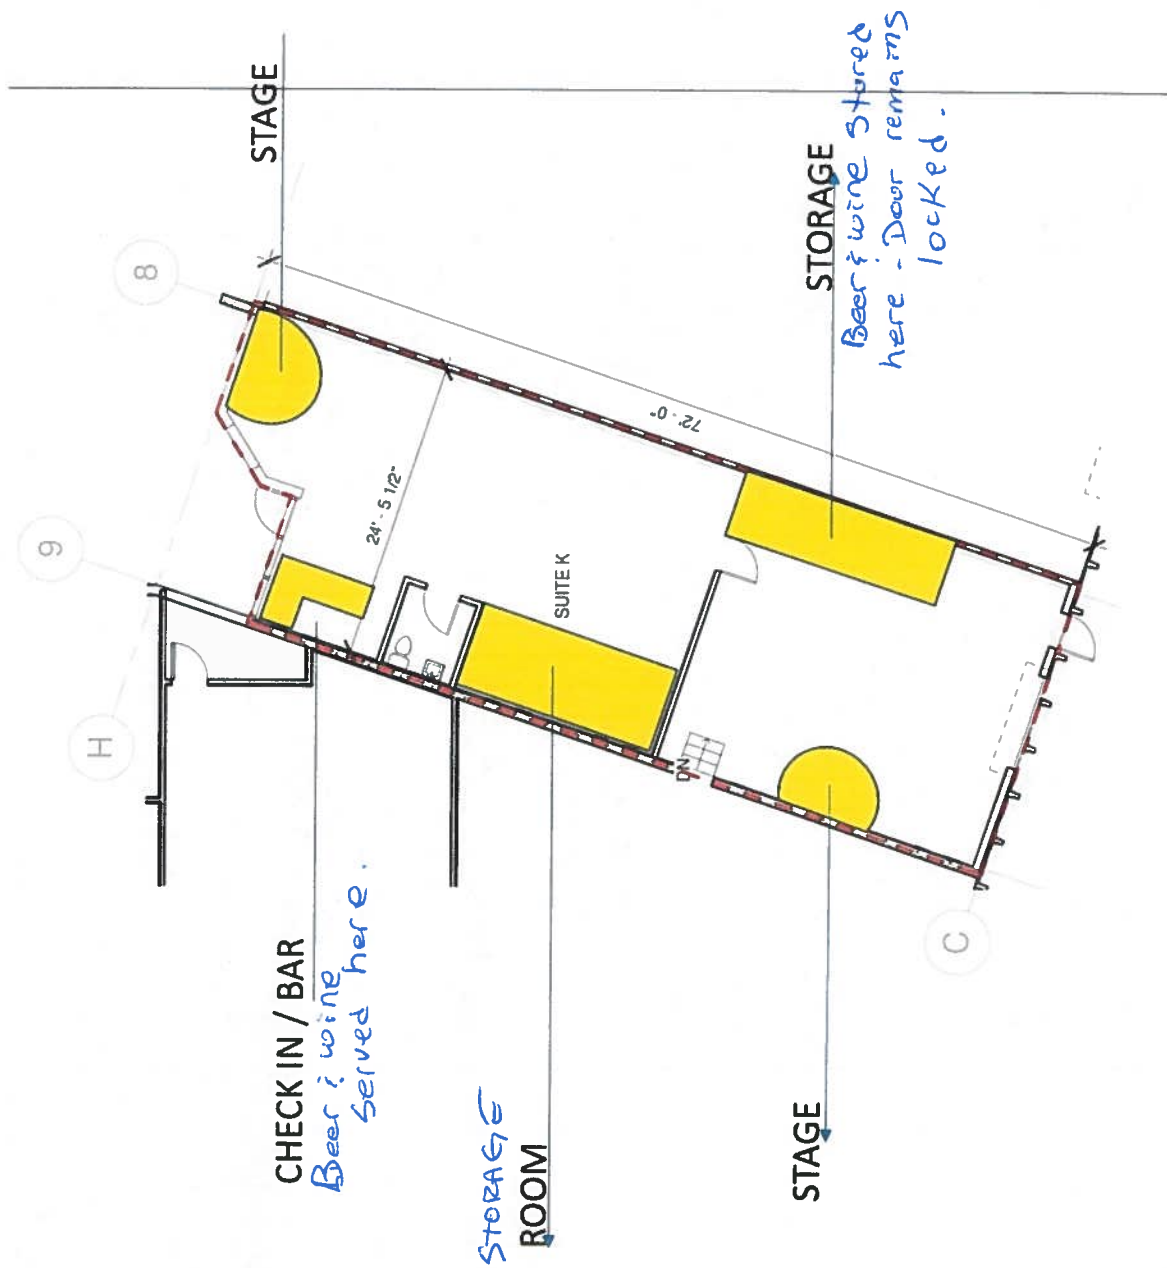 STAGE
8
9
H
72'-0"
24'-5 1/2"
SUITE K
DN
C
STORAGE
Beer & wine stored
here - Door remains
locked.
CHECK IN / BAR
Beer & wine
served here.
STORAGE
ROOM
STAGE